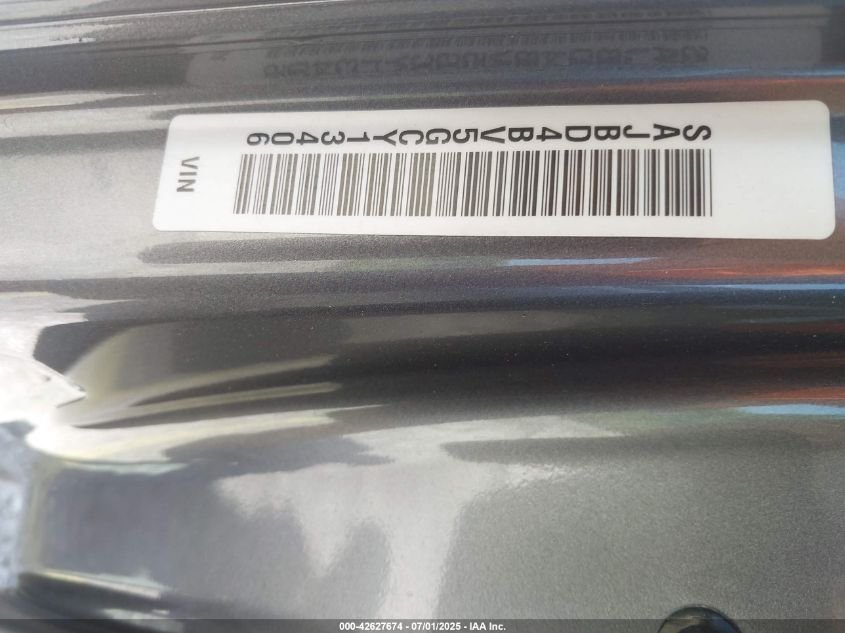 SAJBD4BV5GCY13406
VIN
000-42627674 / 07/01/2025 - IAA Inc.